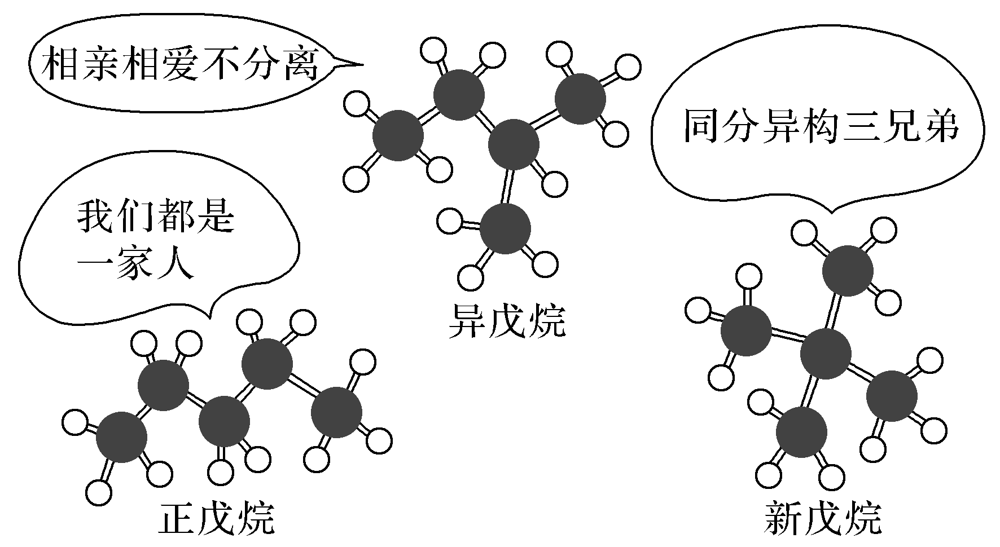 相亲相爱不分离
同分异构三兄弟
我们都是
一家人
异戊烷
正戊烷
新戊烷